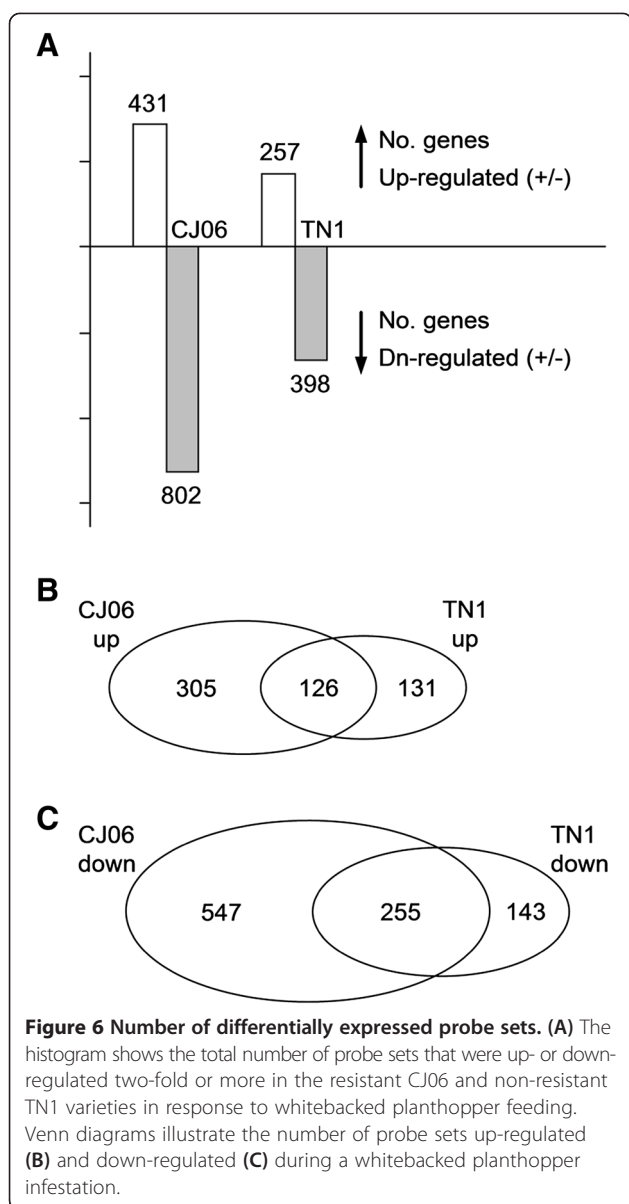 A
431
257
No. genes
Up-regulated (+/-)
CJ06
TN1
No. genes
Dn-regulated (+/-)
398
802
B
CJ06
up
TN1
up
305
126
131
C
CJ06
down
TN1
down
547
255
143
Figure 6 Number of differentially expressed probe sets. (A) The
histogram shows the total number of probe sets that were up- or down-
regulated two-fold or more in the resistant CJ06 and non-resistant
TN1 varieties in response to whitebacked planthopper feeding.
Venn diagrams illustrate the number of probe sets up-regulated
(B) and down-regulated (C) during a whitebacked planthopper
infestation.